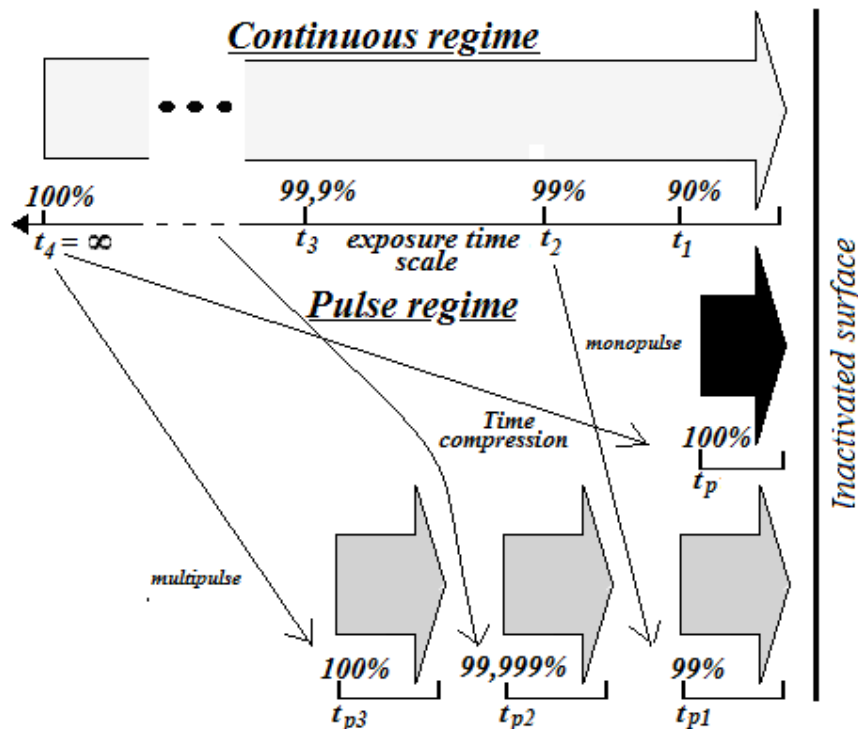 Continuous regime
100%
99,9%
99%
90%
t4 = ∞
t3
exposure time
scale
t2
t1
Pulse regime
monopulse
Time
compression
100%
tp
multipulse
100%
99,999%
99%
tp3
tp2
tp1
Inactivated surface